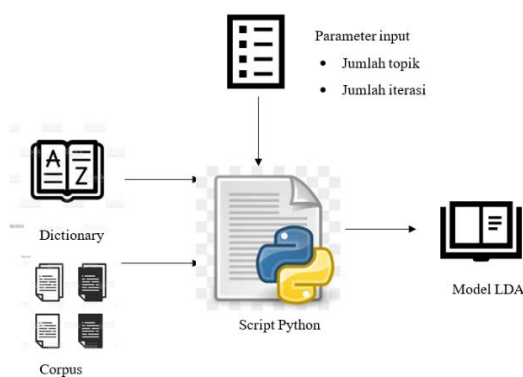 Parameter input
• Jumlah topik
• Jumlah iterasi
A Z
Dictionary
Script Python
Model LDA
Corpus